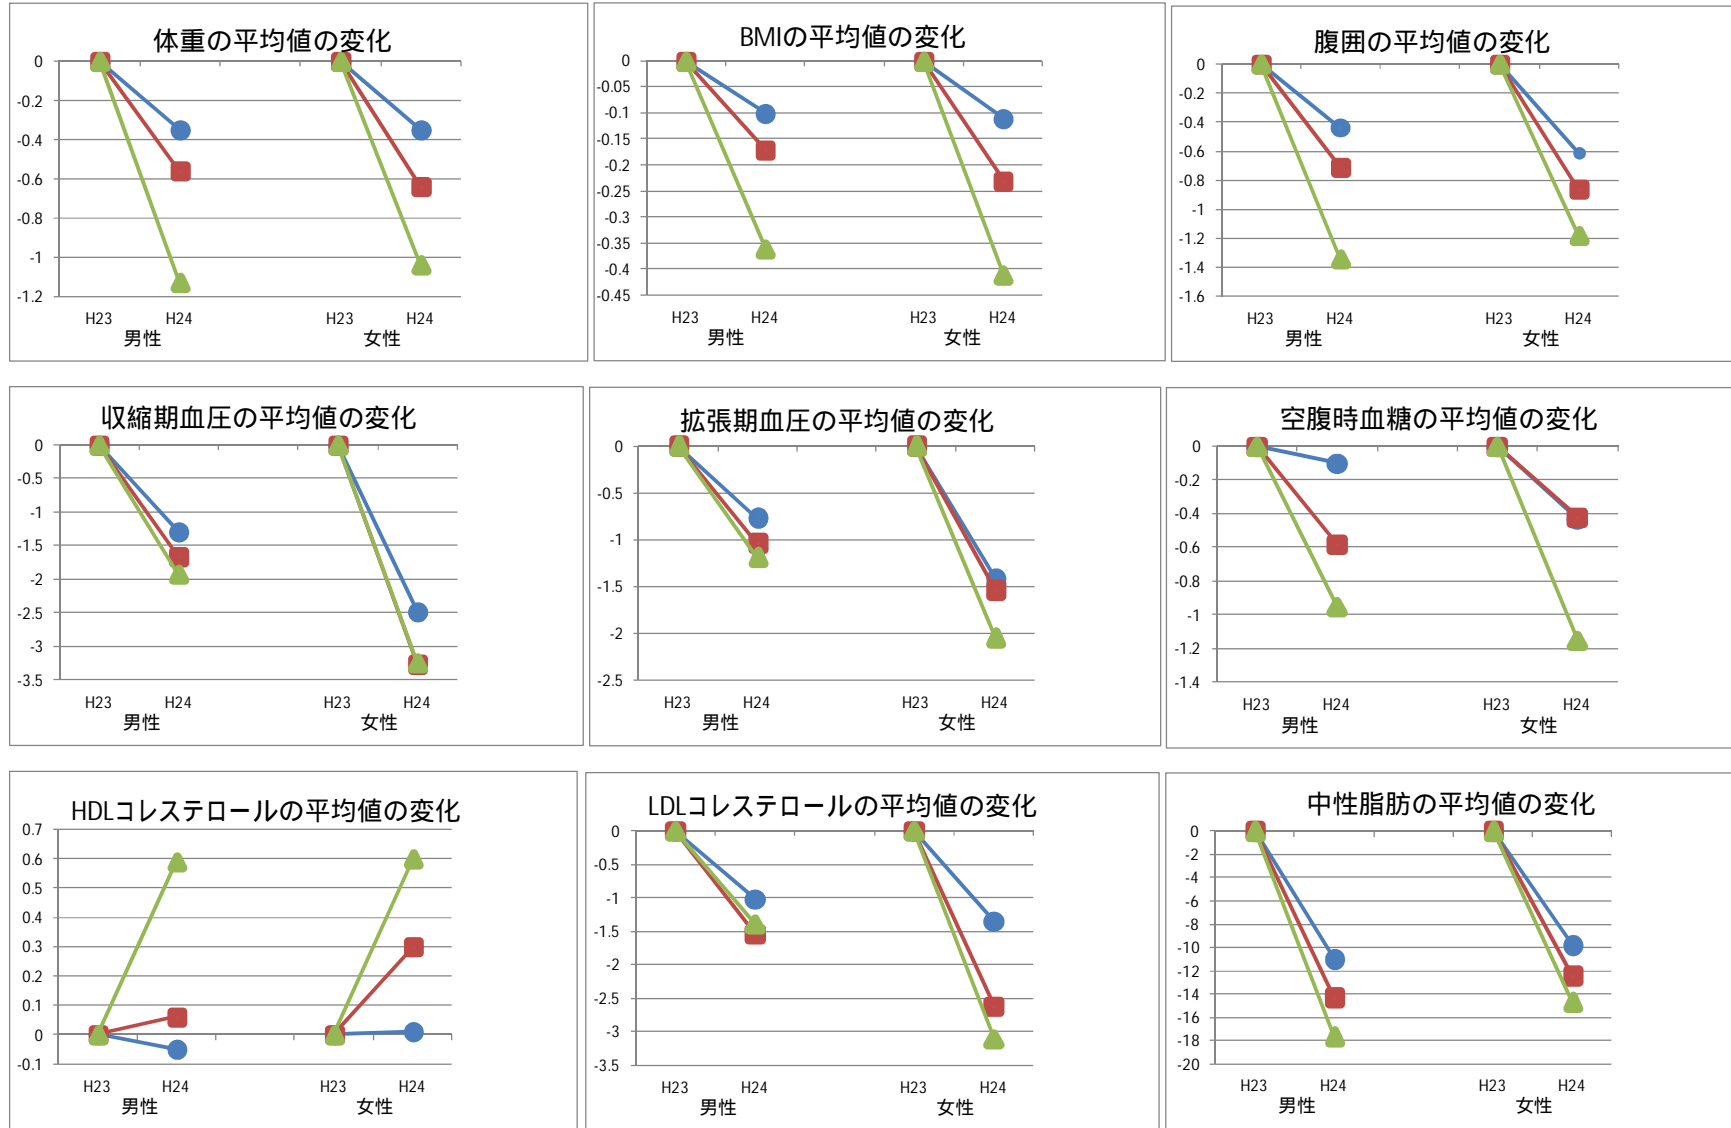 体重の平均値の変化
0
-0.2
-0.4
-0.6
-0.8
-1
-1.2
H23 H24 H23 H24
男性 女性
BMIの平均値の変化
0
-0.05
-0.1
-0.15
-0.2
-0.25
-0.3
-0.35
-0.4
-0.45
H23 H24 H23 H24
男性 女性
腹囲の平均値の変化
0
-0.2
-0.4
-0.6
-0.8
-1
-1.2
-1.4
-1.6
H23 H24 H23 H24
男性 女性
収縮期血圧の平均値の変化
0
-0.5
-1
-1.5
-2
-2.5
-3
-3.5
H23 H24 H23 H24
男性 女性
拡張期血圧の平均値の変化
0
-0.5
-1
-1.5
-2
-2.5
H23 H24 H23 H24
男性 女性
空腹時血糖の平均値の変化
0
-0.2
-0.4
-0.6
-0.8
-1
-1.2
-1.4
H23 H24 H23 H24
男性 女性
HDLコレステロールの平均値の変化
0.7
0.6
0.5
0.4
0.3
0.2
0.1
0
-0.1
H23 H24 H23 H24
男性 女性
LDLコレステロールの平均値の変化
0
-0.5
-1
-1.5
-2
-2.5
-3
-3.5
H23 H24 H23 H24
男性 女性
中性脂肪の平均値の変化
0
-2
-4
-6
-8
-10
-12
-14
-16
-18
-20
H23 H24 H23 H24
男性 女性